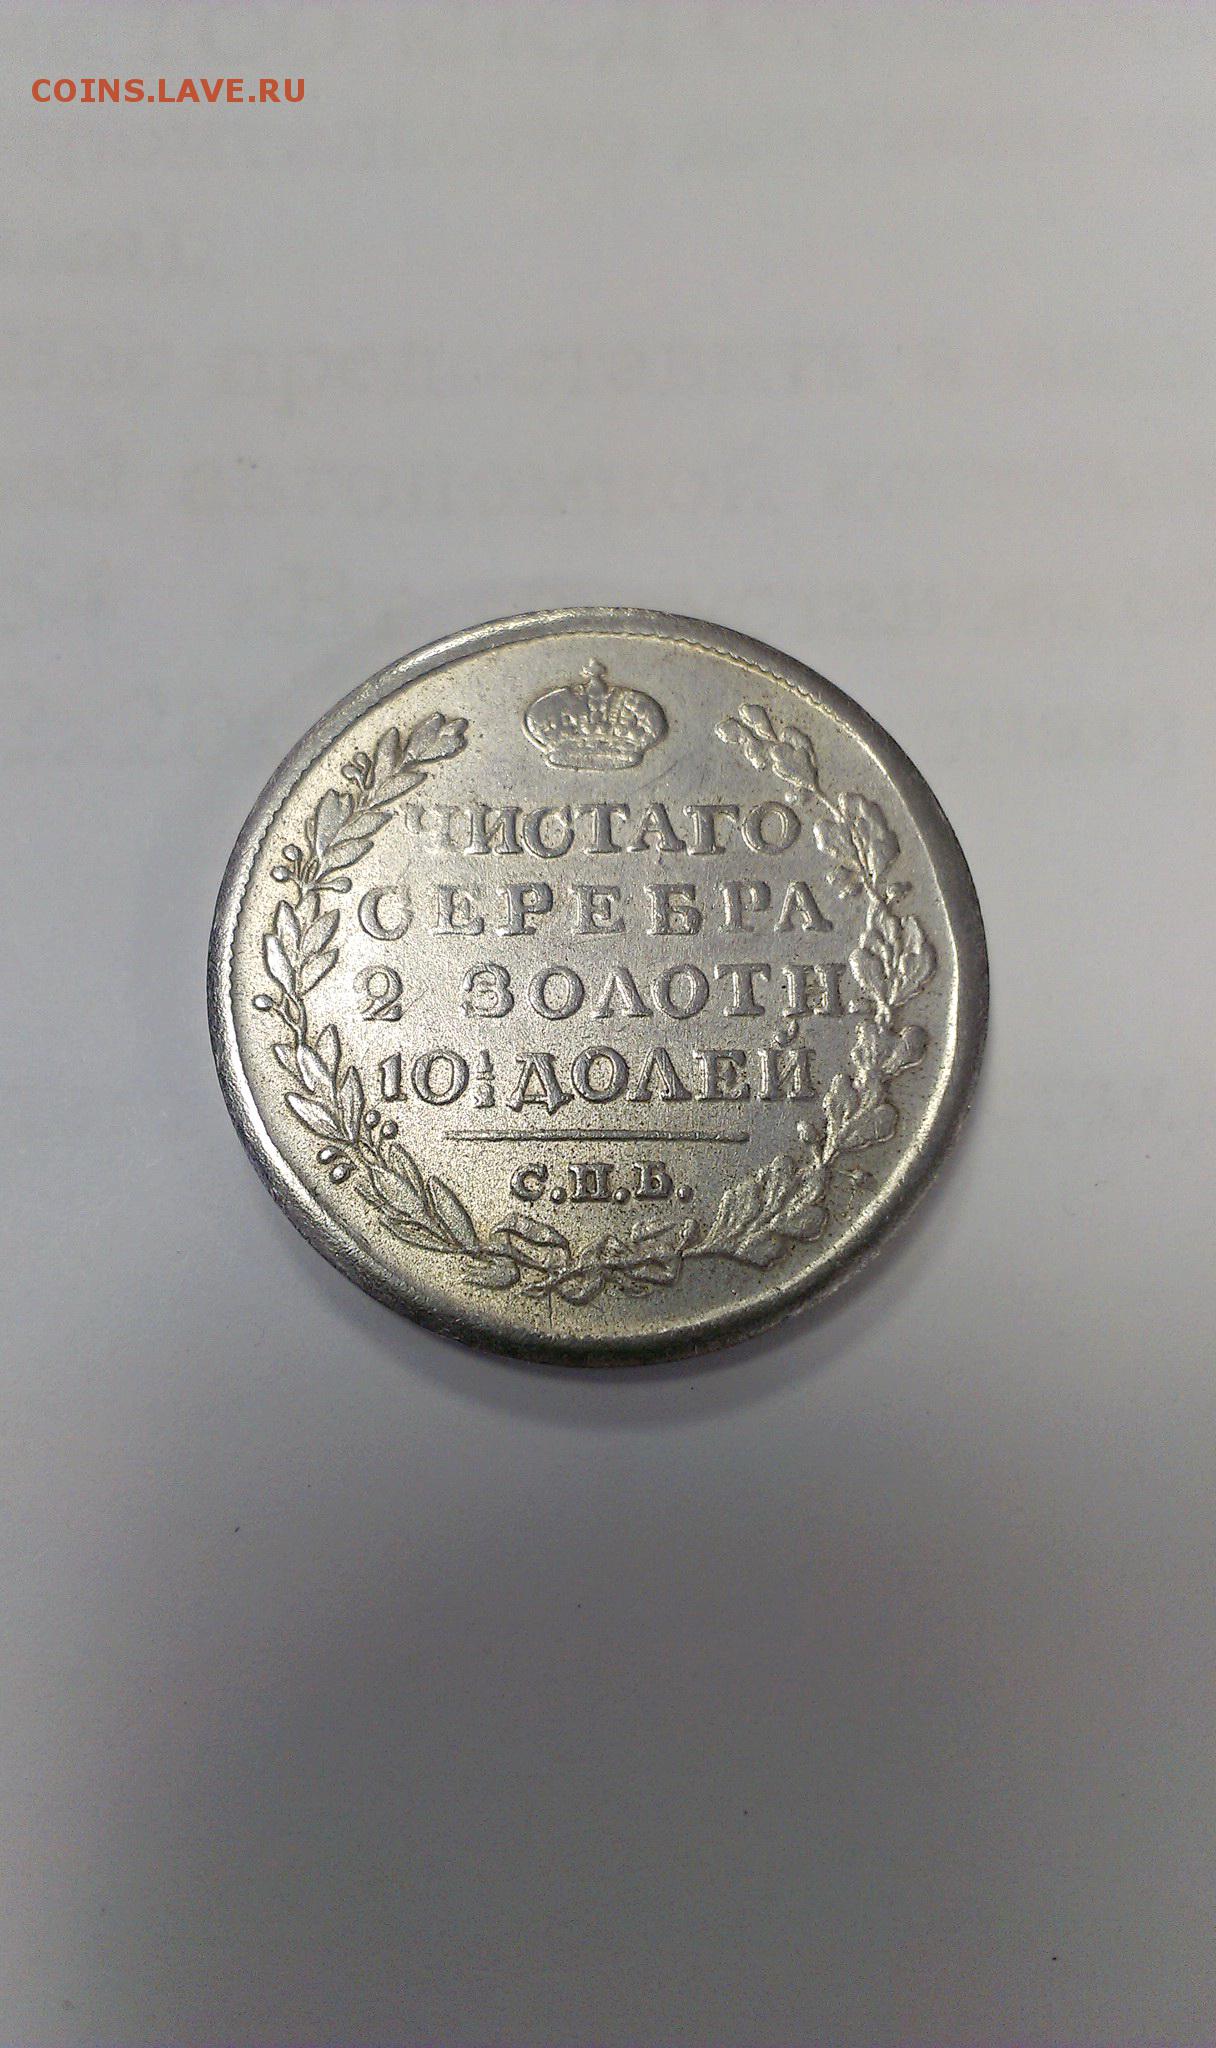 COINS.LAVE.RU
ЧИСТАГО
СЕРЕБРА
2 ЗОЛОТН.
10½ ДОЛЕЙ
С.П.Б.